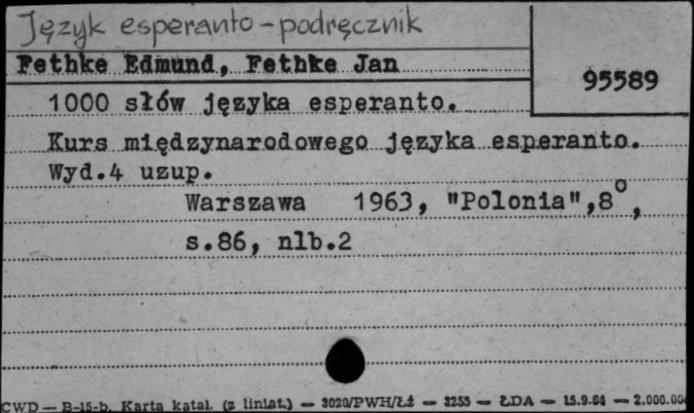 Język esperanto - podręcznik
Fethke Edmund, Fethke Jan
95589
1000 słów języka esperanto.
Kurs międzynarodowego języka esperanto.
Wyd.4 uzup.
Warszawa 1963, "Polonia",8°,
s.86, nlb.2
CWD — B-15-b. Karta katal. (z liniat.) — 3020/PWH/Łź — 3255 — ŁDA — 15.9.64 — 2.000.00